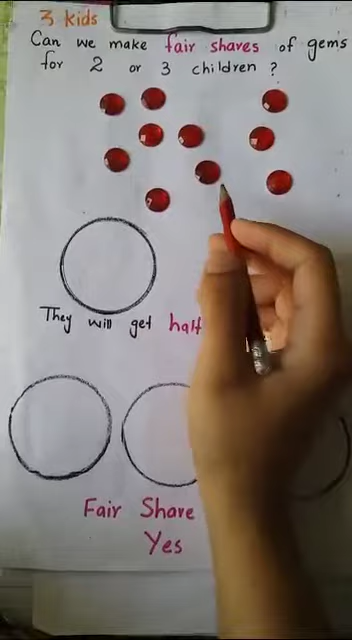 3 kids
Can we make fair shares of gems
for 2 or 3 children ?
They will get half
Fair Share
Yes